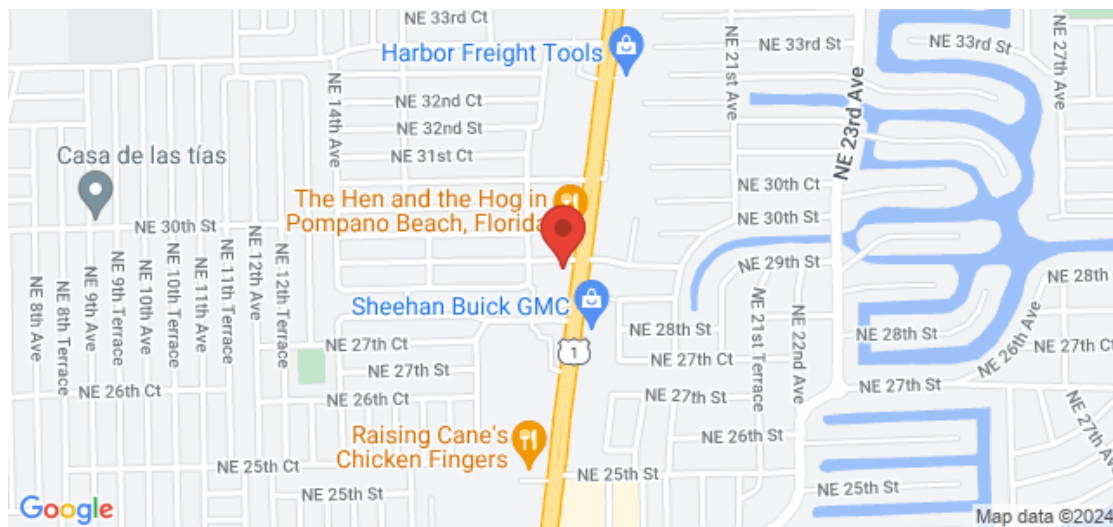 NE 33rd Ct
Harbor Freight Tools
NE 21st Ave
NE 33rd St
NE 33rd St
NE 27th Ave
NE 14th Ave
NE 32nd Ct
NE 32nd St
NE 31st Ct
NE 23rd Ave
Casa de las tías
The Hen and the Hog in
Pompano Beach, Florida
NE 30th Ct
NE 30th St
NE 30th St
NE 29th St
NE 28th
NE 8th Ave
NE 8th Terrace
NE 9th Ave
NE 9th Terrace
NE 10th Ave
NE 10th Terrace
NE 11th Ave
NE 11th Terrace
NE 12th Ave
NE 12th Terrace
Sheehan Buick GMC
1
NE 28th St
NE 21st Terrace
NE 22nd Ave
NE 28th St
NE 26th Ave
NE 27th Ct
NE 27th Ct
NE 27th Ct
NE 27th St
NE 26th Ct
NE 26th Ct
NE 27th St
NE 27th St
NE 27th Ave
Raising Cane's
Chicken Fingers
NE 26th St
NE 25th Ct
NE 25th St
NE 25th St
NE 25th St
Google
Map data ©2024